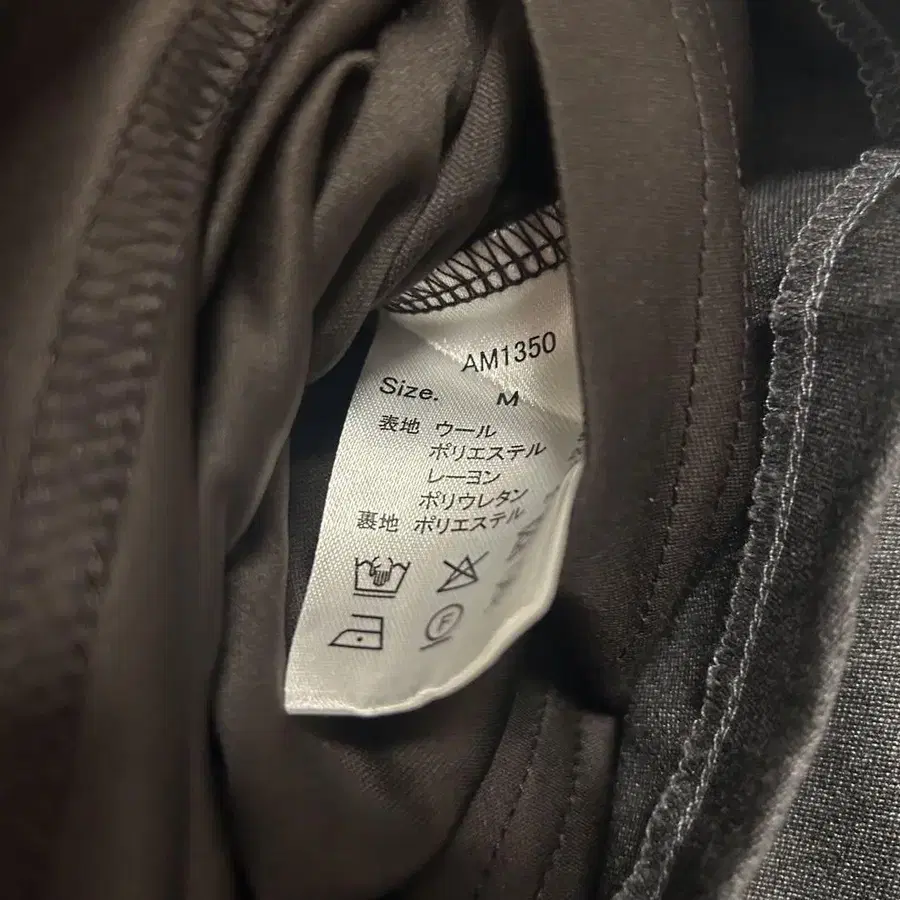 AM1350
Size. M
表地 ウール
ポリエステル
レーヨン
ポリウレタン
裏地 ポリエステル
F